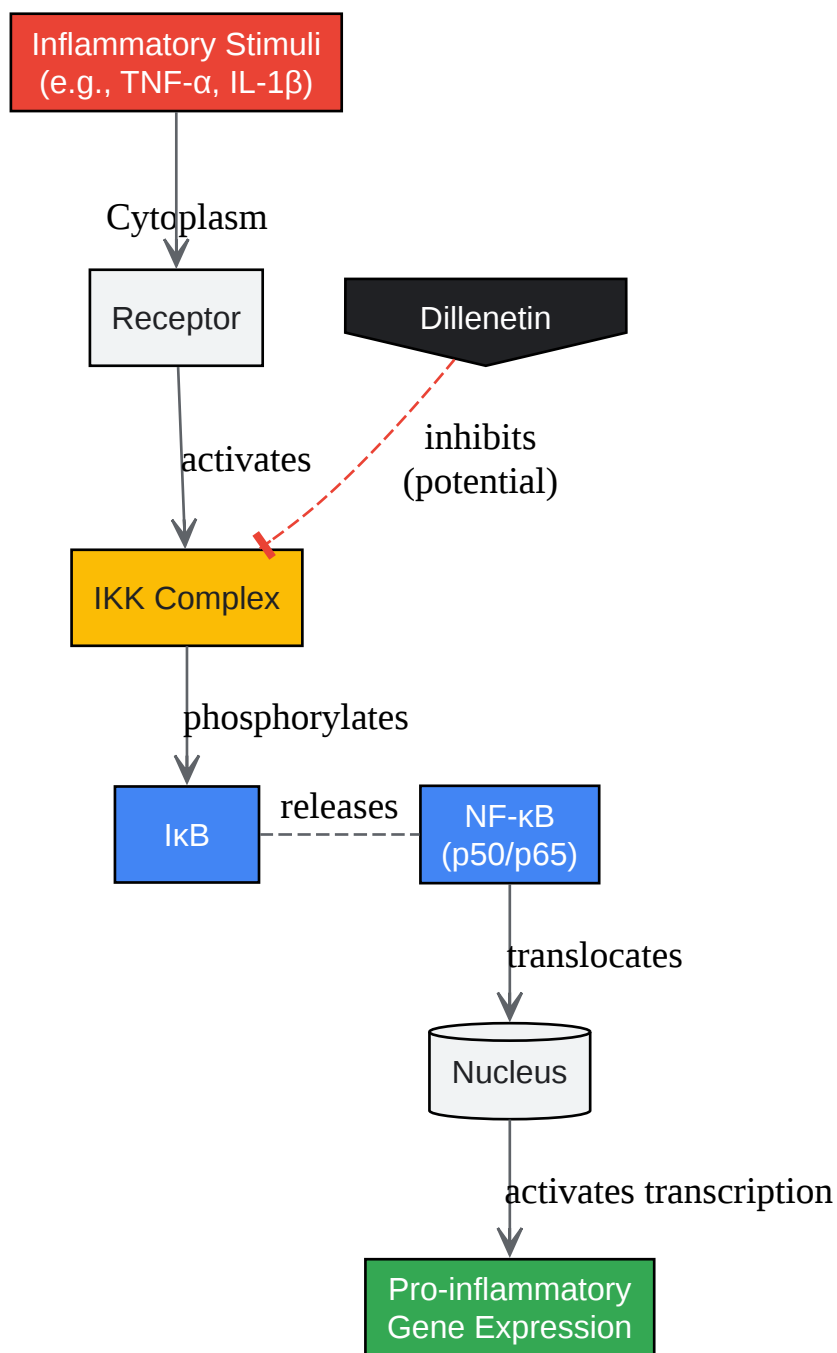 Inflammatory Stimuli
(e.g., TNF-α, IL-1β)
Cytoplasm
Receptor
Dillenetin
activates
inhibits
(potential)
IKK Complex
phosphorylates
IκB
releases
NF-κB
(p50/p65)
translocates
Nucleus
activates transcription
Pro-inflammatory
Gene Expression